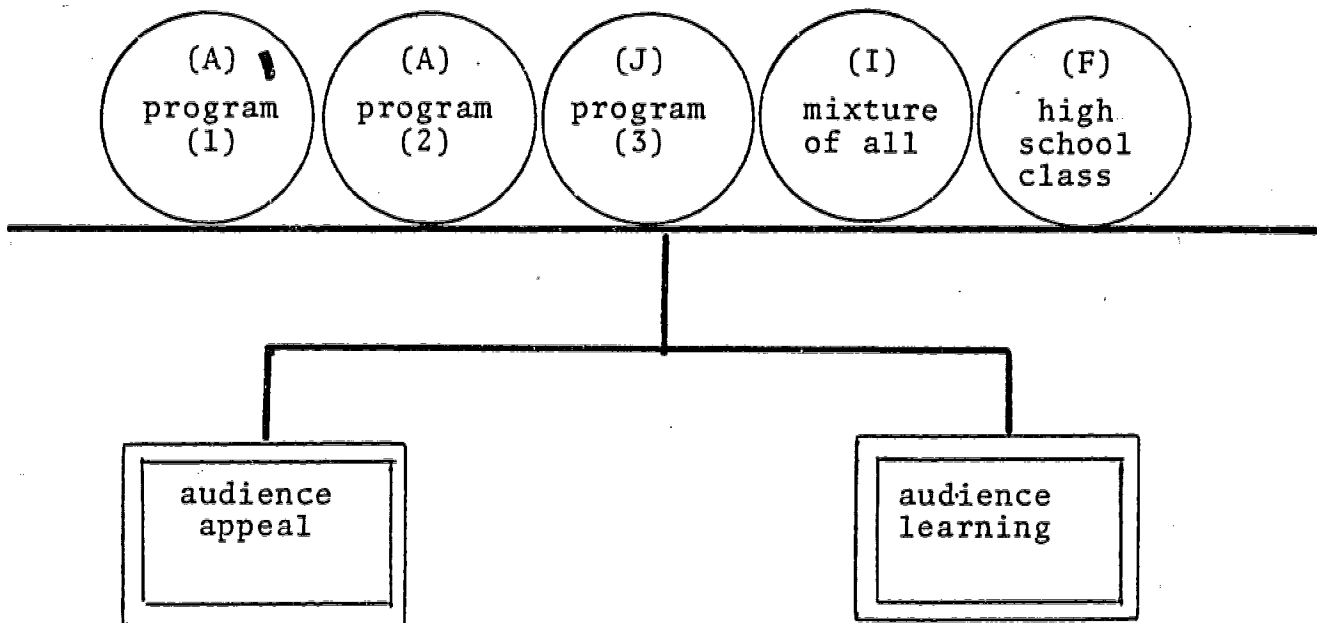 (A)
program
(1)
(A)
program
(2)
(J)
program
(3)
(I)
mixture
of all
(F)
high
school
class
audience
appeal
audience
learning